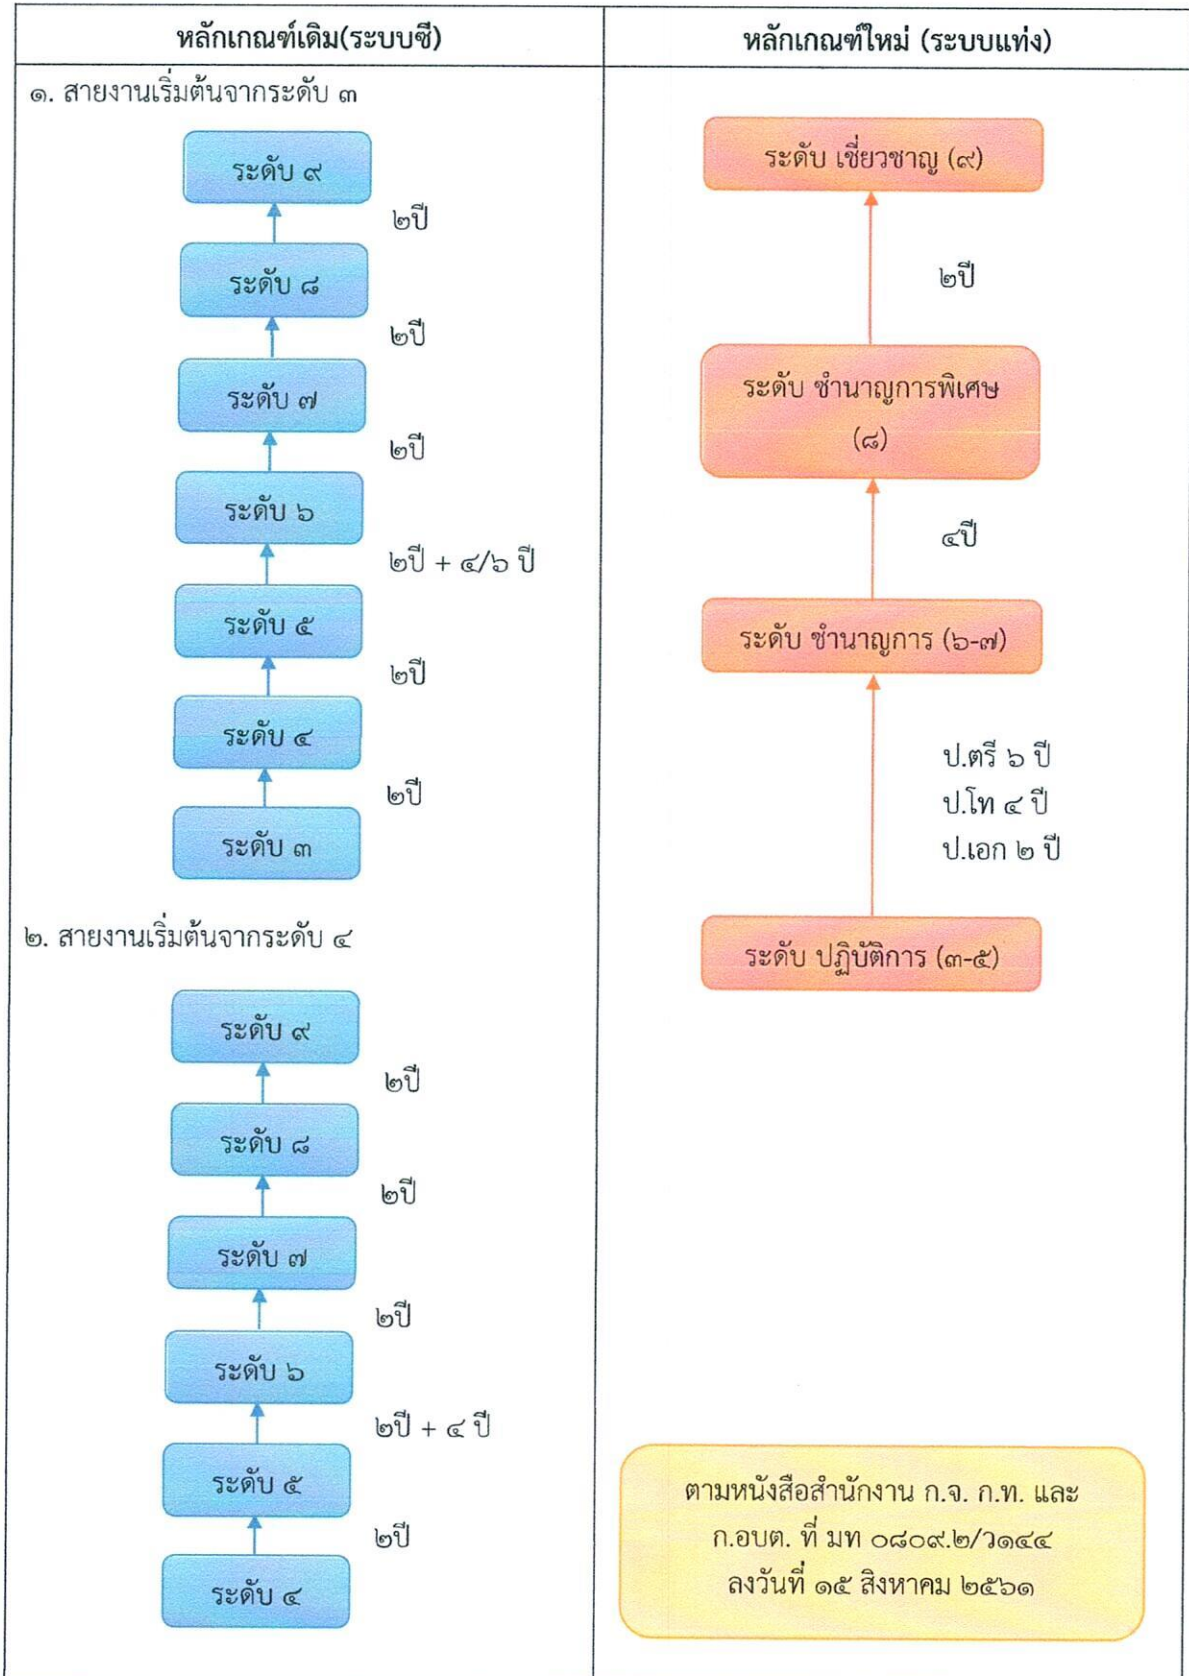 หลักเกณฑ์เดิม(ระบบซี)
หลักเกณฑ์ใหม่ (ระบบแท่ง)
๑. สายงานเริ่มต้นจากระดับ ๓
ระดับ ๙
๒ปี
ระดับ ๘
๒ปี
ระดับ ๗
๒ปี
ระดับ ๖
๒ปี + ๔/๖ ปี
ระดับ ๕
๒ปี
ระดับ ๔
๒ปี
ระดับ ๓
๒. สายงานเริ่มต้นจากระดับ ๔
ระดับ ๙
๒ปี
ระดับ ๘
๒ปี
ระดับ ๗
๒ปี
ระดับ ๖
๒ปี + ๔ ปี
ระดับ ๕
๒ปี
ระดับ ๔
ระดับ เชี่ยวชาญ (๙)
๒ปี
ระดับ ชำนาญการพิเศษ
(๘)
๔ปี
ระดับ ชำนาญการ (๖-๗)
ป.ตรี ๖ ปี
ป.โท ๔ ปี
ป.เอก ๒ ปี
ระดับ ปฏิบัติการ (๓-๕)
ตามหนังสือสำนักงาน ก.จ. ก.ท. และ
ก.อบต. ที่ มท ๐๘๐๙.๒/ว๑๔๔
ลงวันที่ ๑๕ สิงหาคม ๒๕๖๑